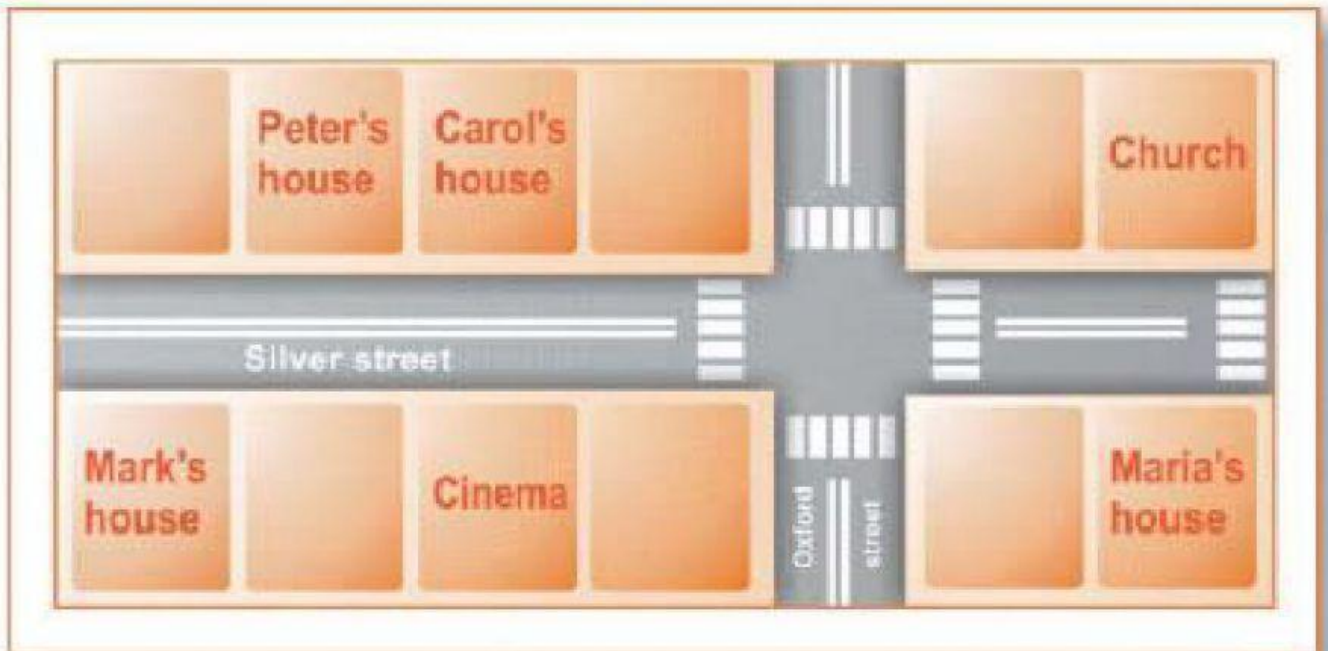 Peter's
house
Carol's
house
Church
Silver street
Mark's
house
Cinema
Oxford
street
Maria's
house